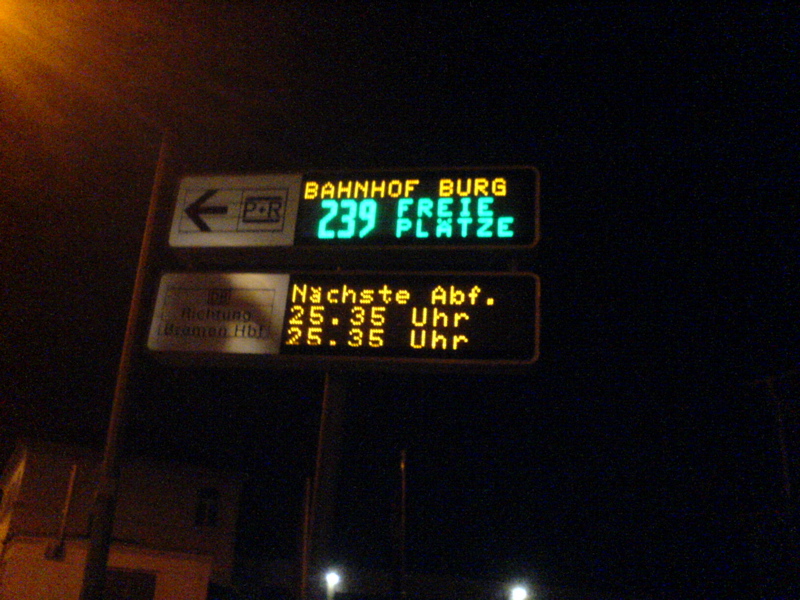 BAHNHOF BURG
P+R
239 FREIE
PLÄTZE
DB
Richtung
Bremen Hbf
Nächste Abf.
25.35 Uhr
25.35 Uhr